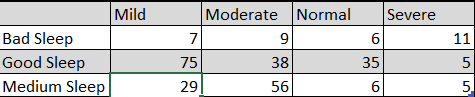 Mild Moderate Normal Severe
Bad Sleep 7 9 6 11
Good Sleep 75 38 35 5
Medium Sleep 29 56 6 5